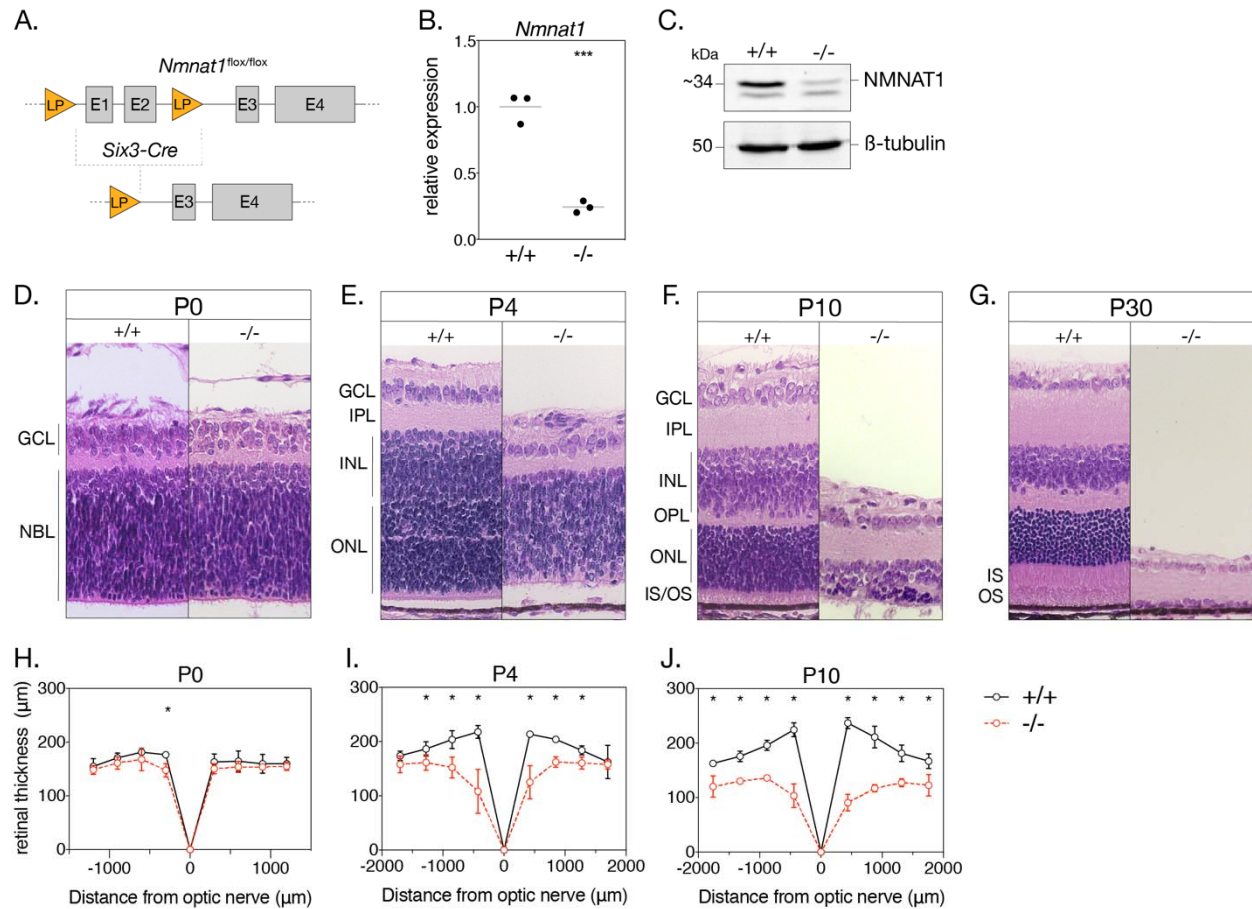 A.
Nmnat1flox/flox
LP E1 E2 LP E3 E4
Six3-Cre
LP E3 E4
B.
Nmnat1
***
1.5
1.0
0.5
0.0
relative expression
+/+ -/-
C.
kDa +/+ -/-
~34 NMNAT1
50 ß-tubulin
D.
P0
+/+ -/-
GCL
NBL
E.
P4
+/+ -/-
GCL
IPL
INL
ONL
F.
P10
+/+ -/-
GCL
IPL
INL
OPL
ONL
IS/OS
G.
P30
+/+ -/-
IS
OS
H.
P0
*
300
200
100
0
retinal thickness (µm)
-1000 0 1000
Distance from optic nerve (µm)
I.
P4
* * * * * *
300
200
100
0
-2000 -1000 0 1000 2000
Distance from optic nerve (µm)
J.
P10
* * * * * * * *
300
200
100
0
-2000 -1000 0 1000 2000
Distance from optic nerve (µm)
+/+
-/-